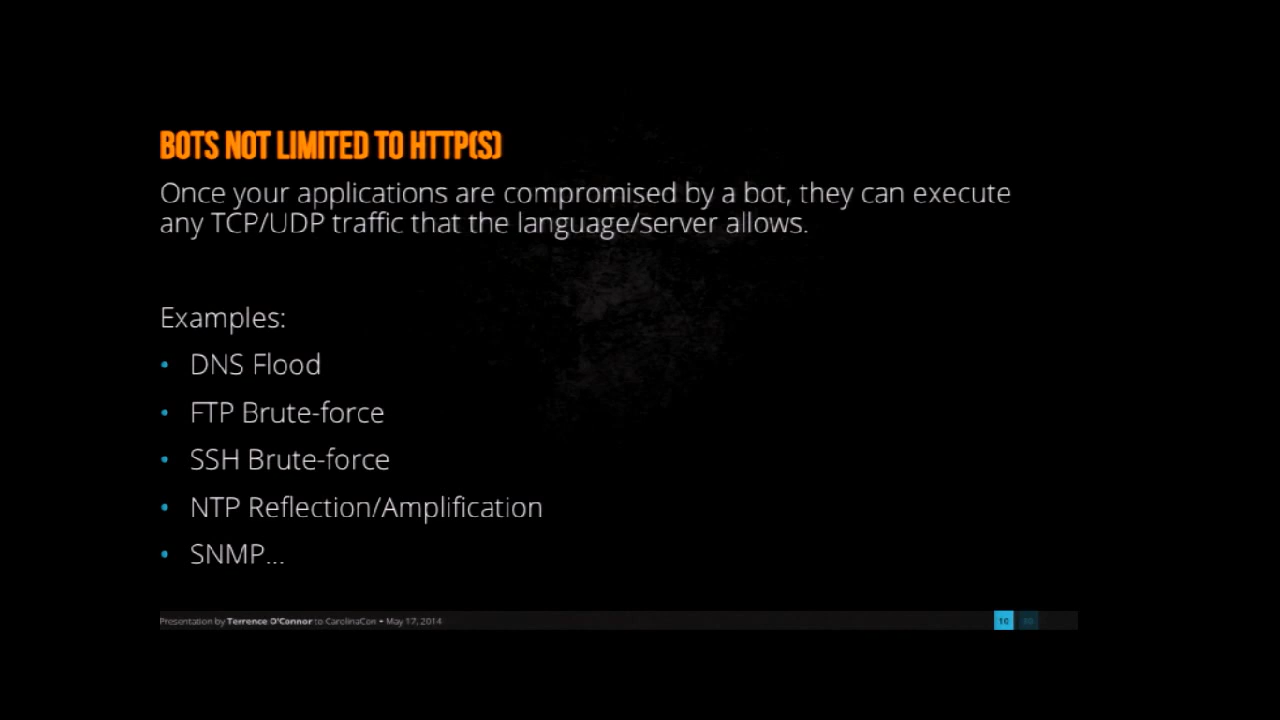 BOTS NOT LIMITED TO HTTP(S)
Once your applications are compromised by a bot, they can execute
any TCP/UDP traffic that the language/server allows.
Examples:
• DNS Flood
• FTP Brute-force
• SSH Brute-force
• NTP Reflection/Amplification
• SNMP...
Presentation by Terrence O'Connor to CarolinaCon • May 17, 2014
10